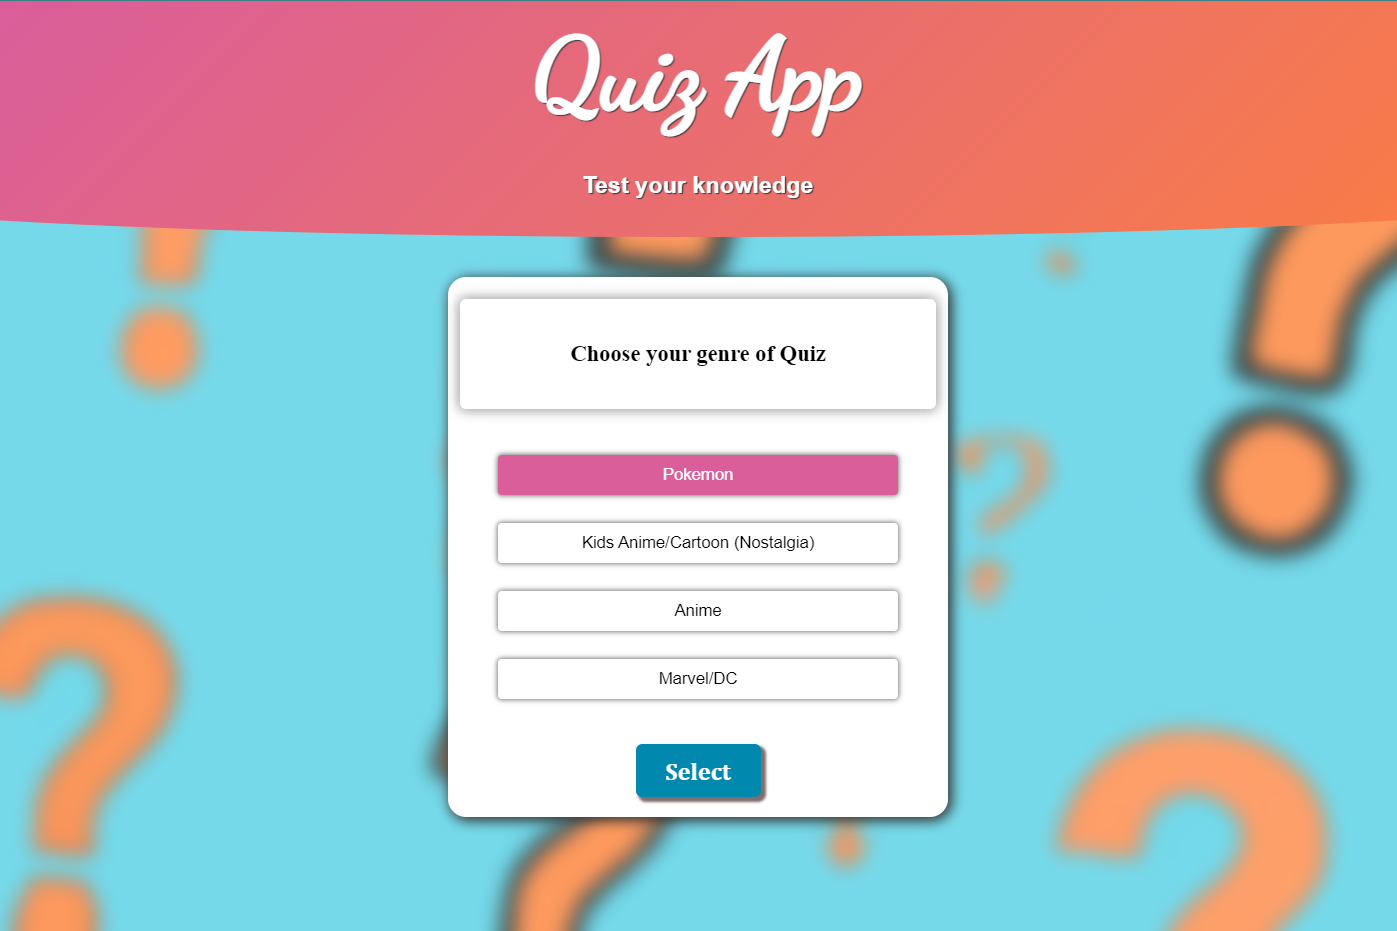 Quiz App
Test your knowledge
Choose your genre of Quiz
Pokemon
Kids Anime/Cartoon (Nostalgia)
Anime
Marvel/DC
Select